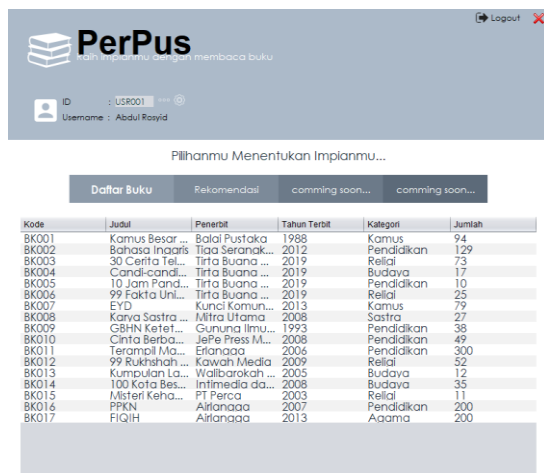 Logout
PerPus
Raih impianmu dengan membaca buku
ID : USR001
Username : Abdul Rosyid
Pilihanmu Menentukan Impianmu...
Daftar Buku Rekomendasi comming soon... comming soon...
Kode Judul Penerbit Tahun Terbit Kategori Jumlah
BK001 Kamus Besar ... Balai Pustaka 1988 Kamus 94
BK002 Bahasa Inggris Tiga Serangk... 2012 Pendidikan 129
BK003 30 Cerita Tel... Tirta Buana ... 2019 Religi 73
BK004 Candi-candi... Tirta Buana ... 2019 Budaya 17
BK005 10 Jam Pand... Tirta Buana ... 2019 Pendidikan 10
BK006 99 Fakta Uni... Tirta Buana ... 2019 Religi 25
BK007 EYD Kunci Komun... 2013 Kamus 79
BK008 Karya Sastra ... Mitra Utama 2008 Sastra 27
BK009 GBHN Ketet... Gunung Ilmu... 1993 Pendidikan 38
BK010 Cinta Berba... JePe Press M... 2008 Pendidikan 49
BK011 Terampil Ma... Erlangga 2006 Pendidikan 300
BK012 99 Rukhshah ... Kawah Media 2009 Religi 52
BK013 Kumpulan La... Walibarokah ... 2005 Budaya 12
BK014 100 Kota Bes... Intimedia da... 2008 Budaya 35
BK015 Misteri Keha... PT Perca 2003 Religi 11
BK016 PPKN Airlangga 2007 Pendidikan 200
BK017 FIQIH Airlangga 2013 Agama 200